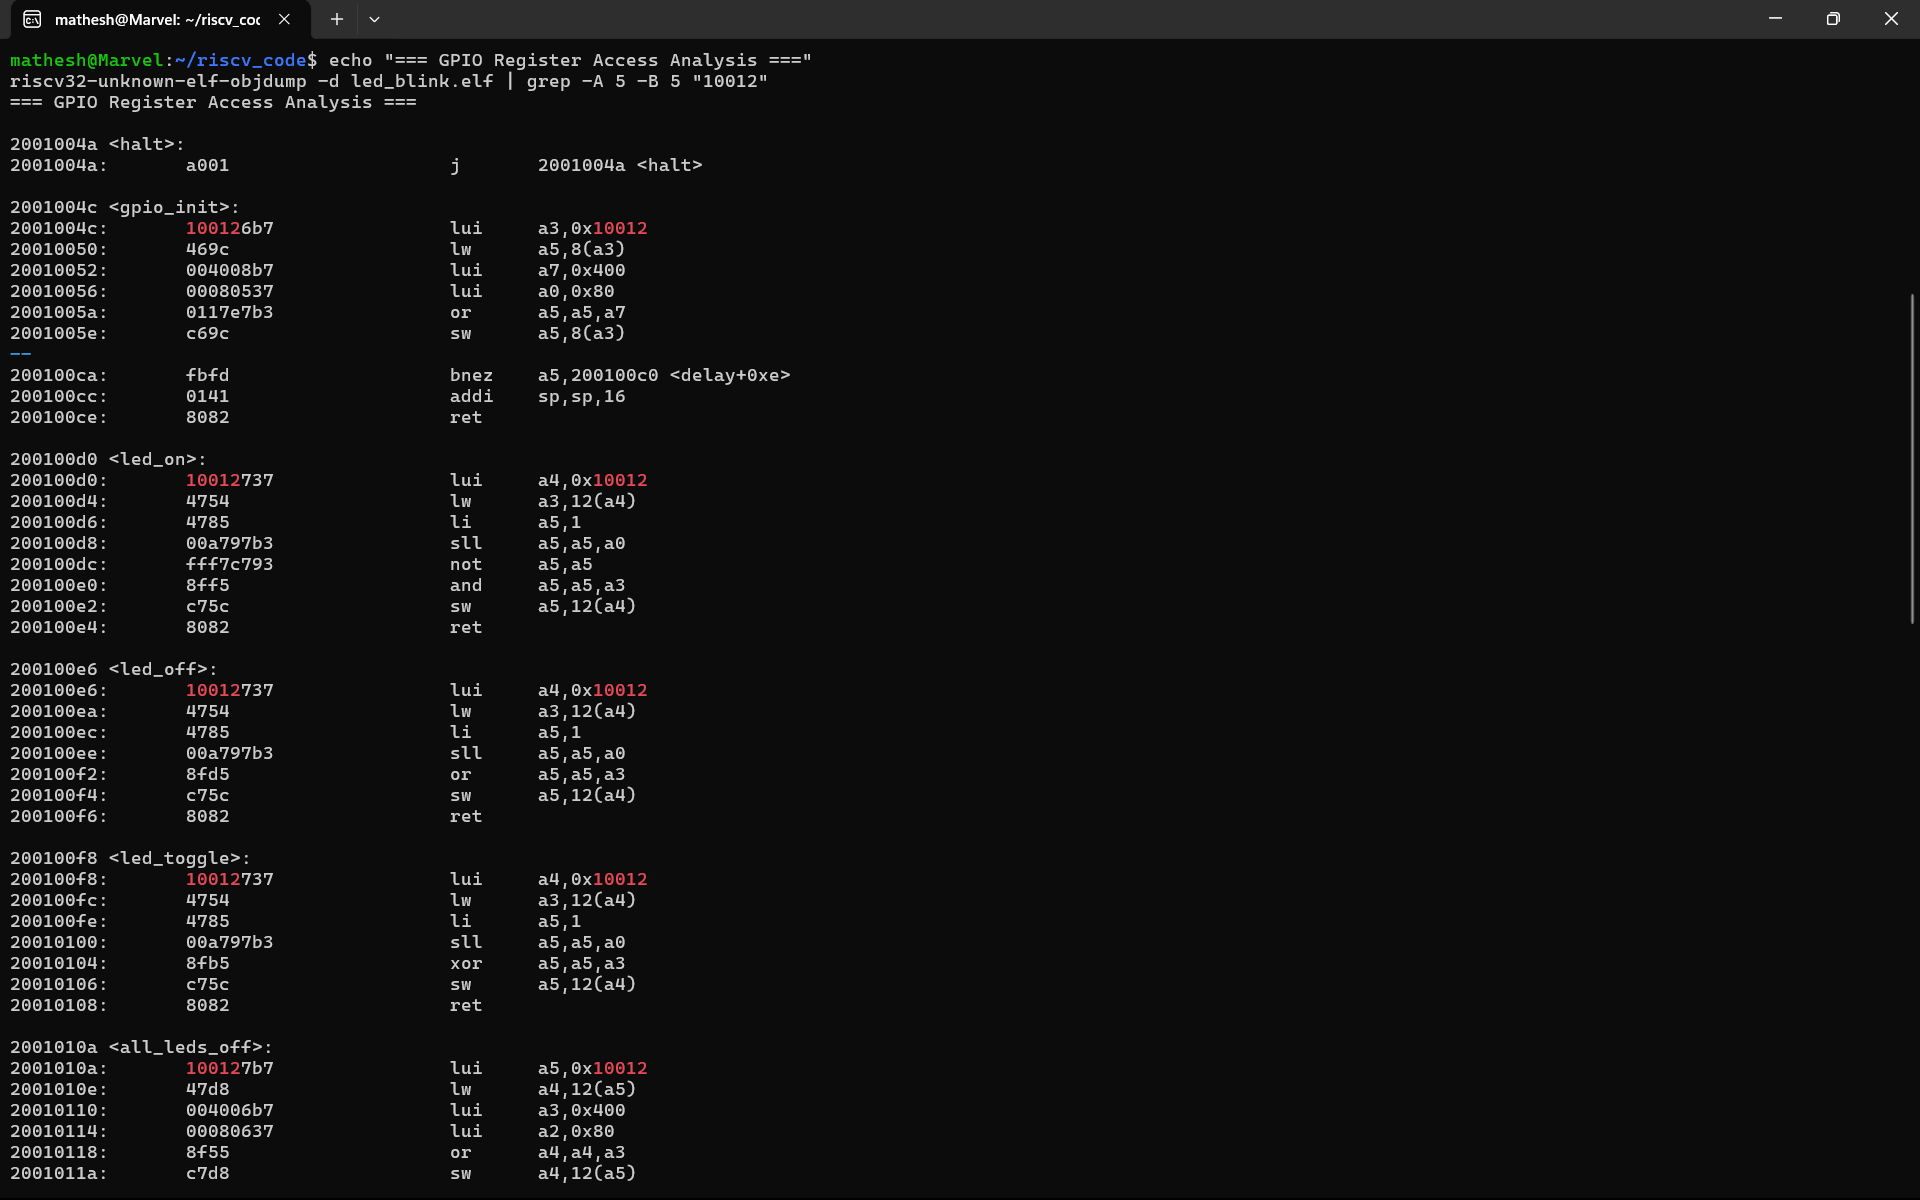 mathesh@Marvel: ~/riscv_coc
mathesh@Marvel:~/riscv_code$ echo "=== GPIO Register Access Analysis ==="
riscv32-unknown-elf-objdump -d led_blink.elf | grep -A 5 -B 5 "10012"
=== GPIO Register Access Analysis ===
2001004a <halt>:
2001004a: a001 j 2001004a <halt>
2001004c <gpio_init>:
2001004c: 100126b7 lui a3,0x10012
20010050: 469c lw a5,8(a3)
20010052: 004008b7 lui a7,0x400
20010056: 00080537 lui a0,0x80
2001005a: 0117e7b3 or a5,a5,a7
2001005e: c69c sw a5,8(a3)
--
200100ca: fbfd bnez a5,200100c0 <delay+0xe>
200100cc: 0141 addi sp,sp,16
200100ce: 8082 ret
200100d0 <led_on>:
200100d0: 10012737 lui a4,0x10012
200100d4: 4754 lw a3,12(a4)
200100d6: 4785 li a5,1
200100d8: 00a797b3 sll a5,a5,a0
200100dc: fff7c793 not a5,a5
200100e0: 8ff5 and a5,a5,a3
200100e2: c75c sw a5,12(a4)
200100e4: 8082 ret
200100e6 <led_off>:
200100e6: 10012737 lui a4,0x10012
200100ea: 4754 lw a3,12(a4)
200100ec: 4785 li a5,1
200100ee: 00a797b3 sll a5,a5,a0
200100f2: 8fd5 or a5,a5,a3
200100f4: c75c sw a5,12(a4)
200100f6: 8082 ret
200100f8 <led_toggle>:
200100f8: 10012737 lui a4,0x10012
200100fc: 4754 lw a3,12(a4)
200100fe: 4785 li a5,1
20010100: 00a797b3 sll a5,a5,a0
20010104: 8fb5 xor a5,a5,a3
20010106: c75c sw a5,12(a4)
20010108: 8082 ret
2001010a <all_leds_off>:
2001010a: 100127b7 lui a5,0x10012
2001010e: 47d8 lw a4,12(a5)
20010110: 004006b7 lui a3,0x400
20010114: 00080637 lui a2,0x80
20010118: 8f55 or a4,a4,a3
2001011a: c7d8 sw a4,12(a5)